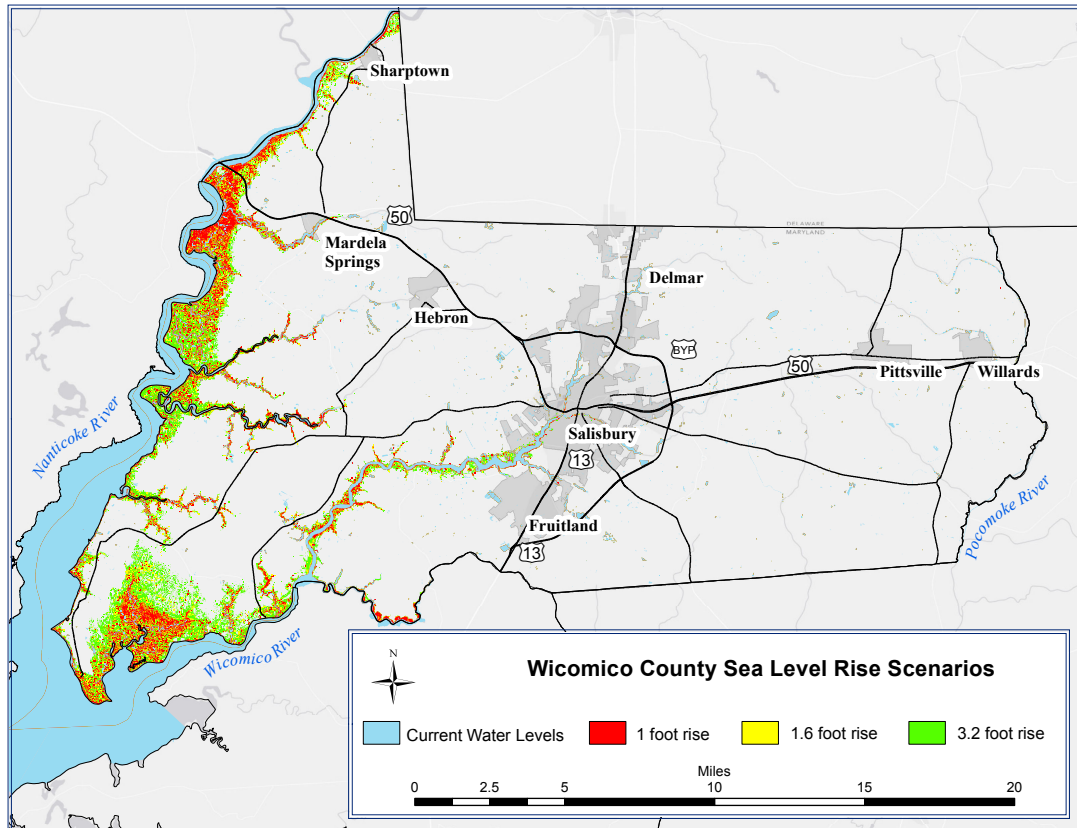 Sharptown
50
Mardela
Springs
DELAWARE
MARYLAND
Delmar
Hebron
BYP
50
Pittsville
Willards
Nanticoke River
Salisbury
13
Fruitland
13
Pocomoke River
Wicomico River
N
Wicomico County Sea Level Rise Scenarios
Current Water Levels
1 foot rise
1.6 foot rise
3.2 foot rise
Miles
0
2.5
5
10
15
20